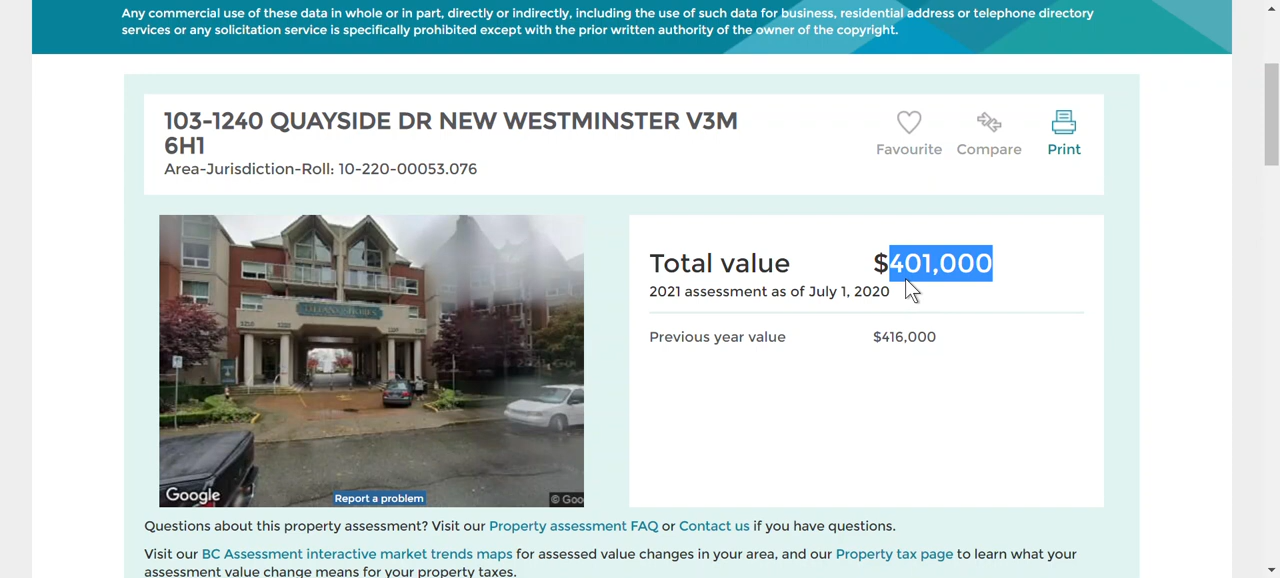 Any commercial use of these data in whole or in part, directly or indirectly, including the use of such data for business, residential address or telephone directory
services or any solicitation service is specifically prohibited except with the prior written authority of the owner of the copyright.
103-1240 QUAYSIDE DR NEW WESTMINSTER V3M
6H1
Area-Jurisdiction-Roll: 10-220-00053.076
Favourite
Compare
Print
Total value $401,000
2021 assessment as of July 1, 2020
Previous year value $416,000
Google
Report a problem
© Goo
Questions about this property assessment? Visit our Property assessment FAQ or Contact us if you have questions.
Visit our BC Assessment interactive market trends maps for assessed value changes in your area, and our Property tax page to learn what your
assessment value change means for your property taxes.